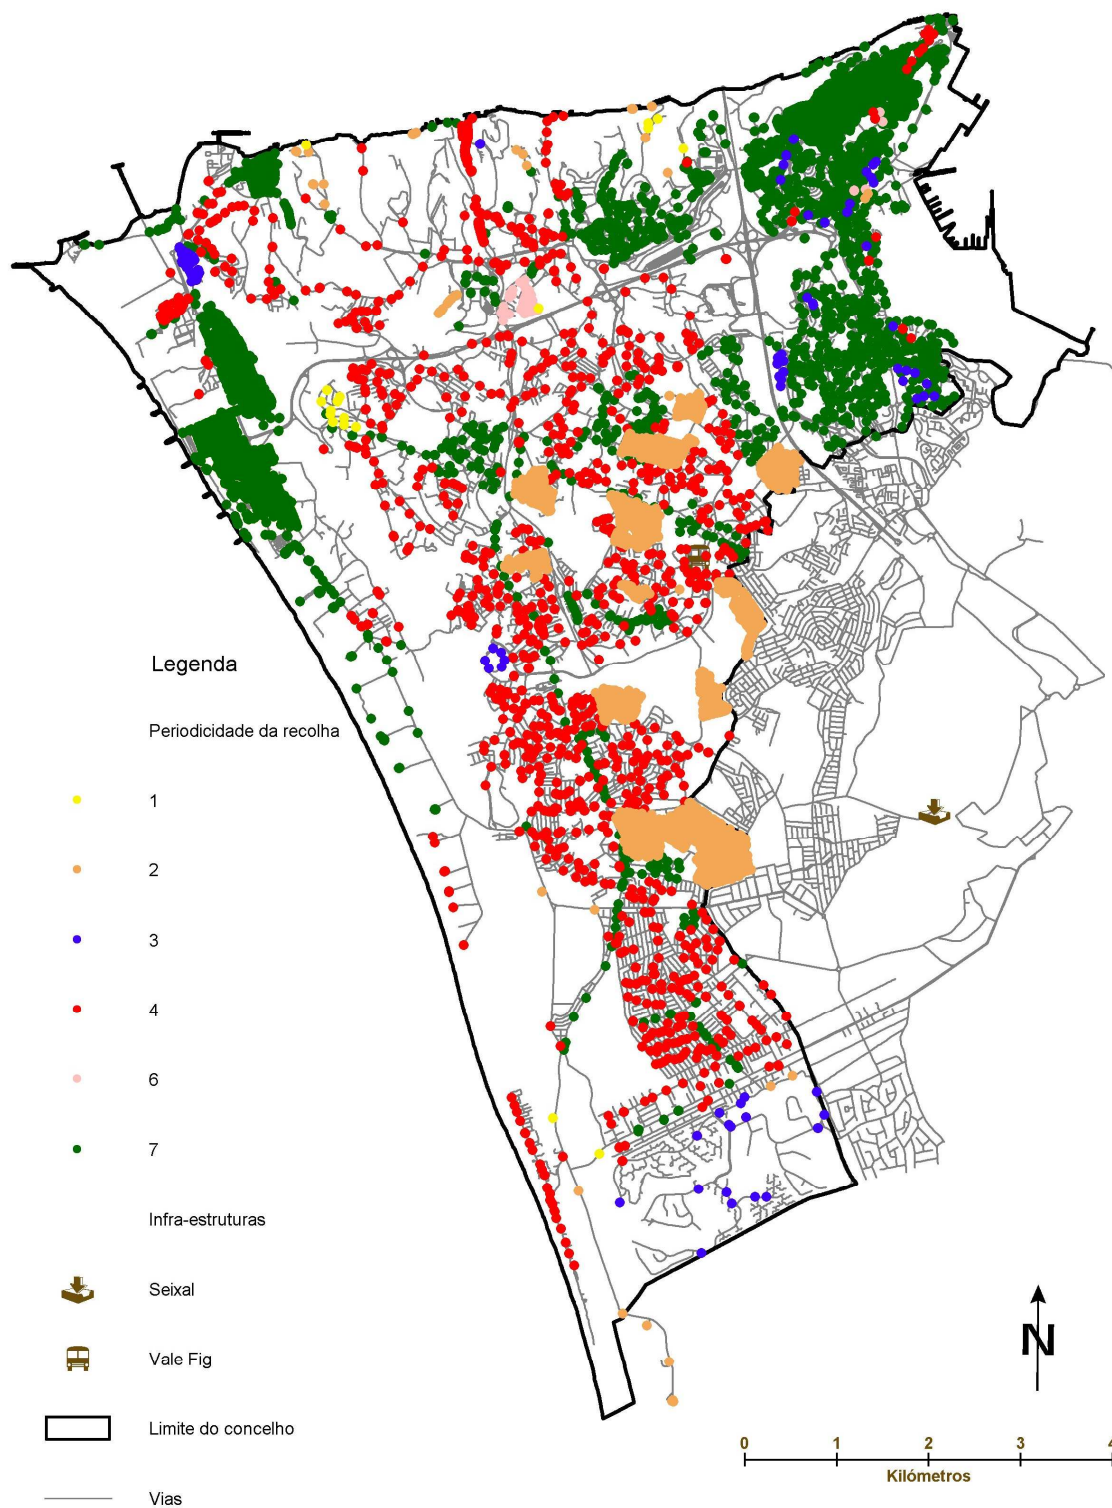 Legenda
Periodicidade da recolha
1
2
3
4
6
7
Infra-estruturas
Seixal
Vale Fig
Limite do concelho
Vias
N
0 1 2 3 4
Kilómetros